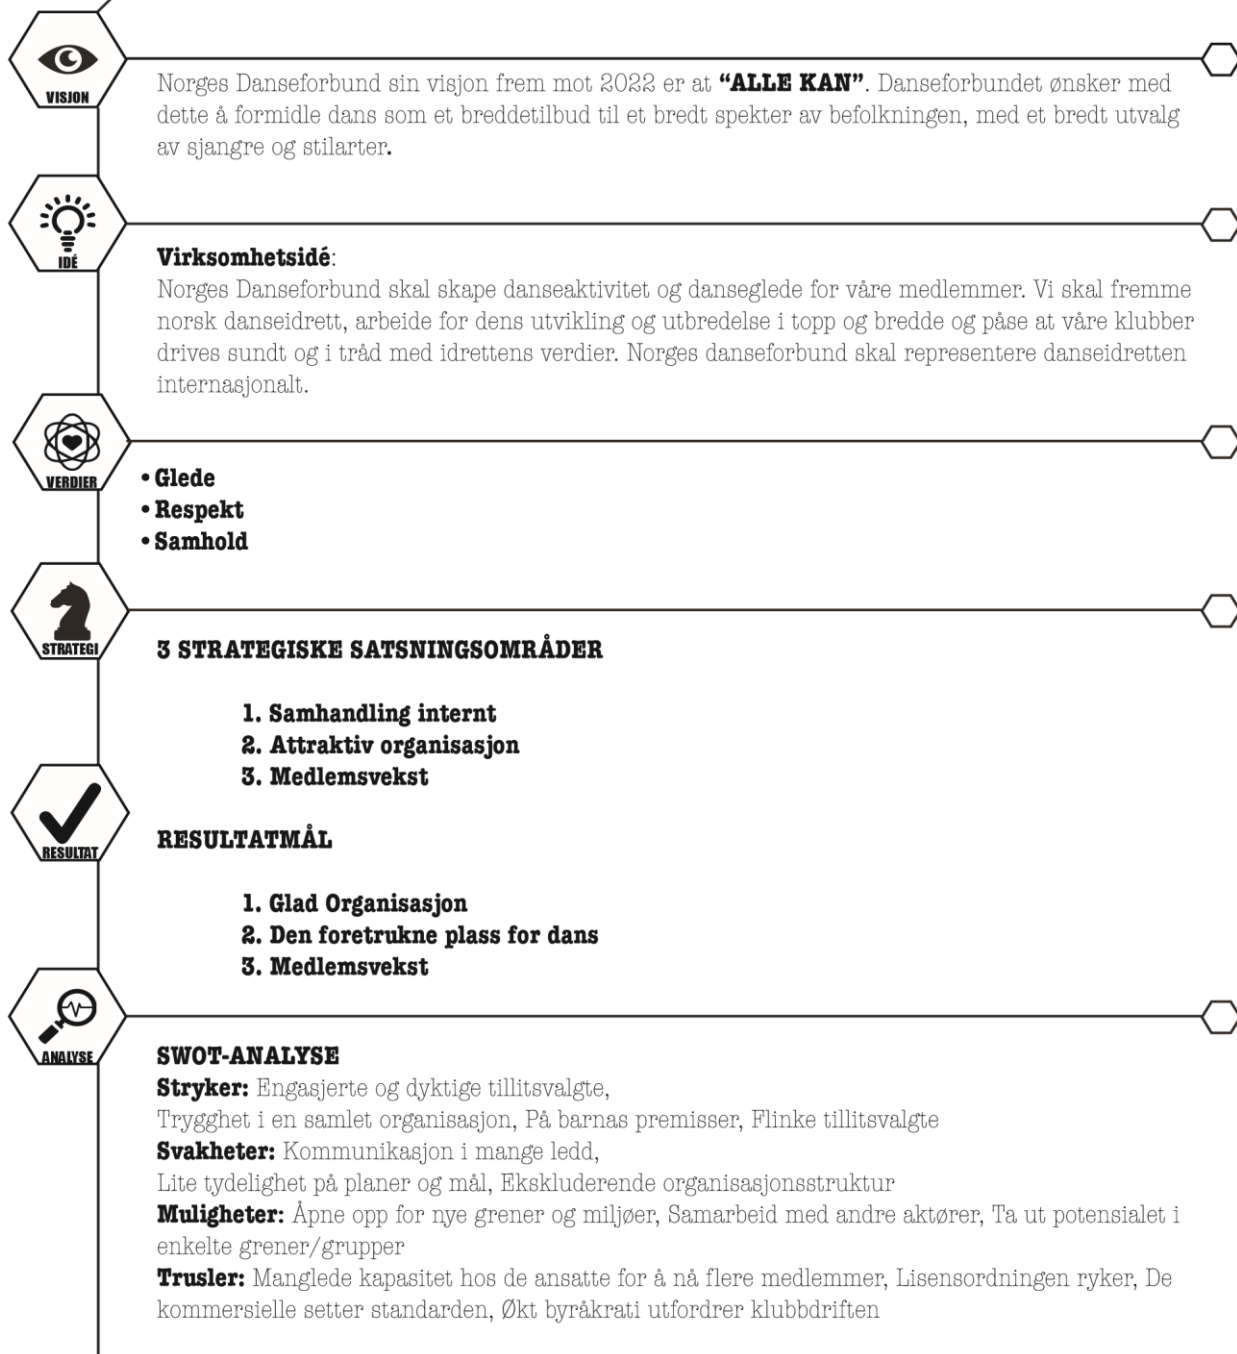 VISJON
Norges Danseforbund sin visjon frem mot 2022 er at “ALLE KAN”. Danseforbundet ønsker med
dette å formidle dans som et breddetilbud til et bredt spekter av befolkningen, med et bredt utvalg
av sjangre og stilarter.
IDÉ
Virksomhetsidé:
Norges Danseforbund skal skape danseaktivitet og danseglede for våre medlemmer. Vi skal fremme
norsk danseidrett, arbeide for dens utvikling og utbredelse i topp og bredde og påse at våre klubber
drives sundt og i tråd med idrettens verdier. Norges danseforbund skal representere danseidretten
internasjonalt.
VERDIER
• Glede
• Respekt
• Samhold
STRATEGI
3 STRATEGISKE SATSNINGSOMRÅDER
1. Samhandling internt
2. Attraktiv organisasjon
3. Medlemsvekst
RESULTAT
RESULTATMÅL
1. Glad Organisasjon
2. Den foretrukne plass for dans
3. Medlemsvekst
ANALYSE
SWOT-ANALYSE
Stryker: Engasjerte og dyktige tillitsvalgte,
Trygghet i en samlet organisasjon, På barnas premisser, Flinke tillitsvalgte
Svakheter: Kommunikasjon i mange ledd,
Lite tydelighet på planer og mål, Ekskluderende organisasjonsstruktur
Muligheter: Åpne opp for nye grener og miljøer, Samarbeid med andre aktører, Ta ut potensialet i
enkelte grener/grupper
Trusler: Manglede kapasitet hos de ansatte for å nå flere medlemmer, Lisensordningen ryker, De
kommersielle setter standarden, Økt byråkrati utfordrer klubbdriften